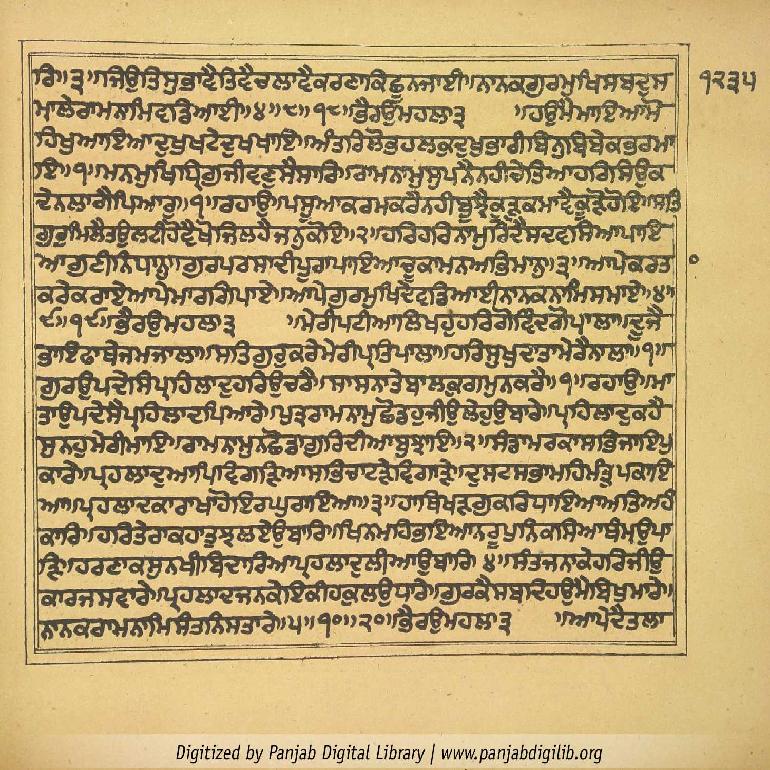 ਰਿ॥੩॥ਜਿਉਤਿਸੁਭਾਵੈਤਿਵੈਚਲਾਵੈਕਰਣਾਕਿਛੂਨਜਾਈ॥ਨਾਨਕਗੁਰਮੁਖਿਸਬਦੁਸ ੧੨੩੫
ਮਾਲੇਰਾਮਨਾਮਿਵਡਿਆਈ॥੪॥੮॥੧੮॥ਭੈਰਉਮਹਲਾ੩ ॥ਹਉਮੈਮਾਇਆਮੋ
ਹਿਖੁਆਇਆਦੁਖੁਖਟੇਦੁਖਖਾਇ॥ਅੰਤਰਿਲੋਭਹਲਕੁਦੁਖੁਭਾਰੀਬਿਨੁਬਿਬੇਕਭਰਮਾ
ਇ॥੧॥ਮਨਮੁਖਿਧ੍ਰਿਗੁਜੀਵਣੁਸੈਸਾਰਿ॥ਰਾਮਨਾਮੁਸੁਪਨੈਨਹੀਚੇਤਿਆਹਰਿਸਿਉਕ
ਦੇਨਲਾਗੈਪਿਆਰੁ॥੧॥ਰਹਾਉ॥ਪਸੂਆਕਰਮਕਰੈਨਹੀਬੂਝੈਕੂੜੁਕਮਾਵੈਕੂੜੋਹੋਇ॥ਸਤਿ
ਗੁਰੁਮਿਲੈਤਉਲਟੀਹੋਵੈਖੋਜਿਲਹੈਜਨੁਕੋਇ॥੨॥ਹਰਿਹਰਿਨਾਮੁਰਿਦੈਸਦਵਸਿਆਪਾਇ
ਆਗੁਣੀਨਿਧਾਨੁ॥ਗੁਰਪਰਸਾਦੀਪੂਰਾਪਾਇਆਚੂਕਾਮਨਅਭਿਮਾਨੁ॥੩॥ਆਪੇਕਰਤਾ
ਕਰੇਕਰਾਏਆਪੇਮਾਰਗਿਪਾਏ॥ਆਪੇਗੁਰਮੁਖਿਦੇਵਡਿਆਈਨਾਨਕਨਾਮਿਸਮਾਏ॥੪॥
੯॥੧੯॥ਭੈਰਉਮਹਲਾ੩ ॥ਮੇਰੀਪਟੀਆਲਿਖਹੁਹਰਿਗੋਵਿੰਦਗੋਪਾਲਾ॥ਦੂਜੈ
ਭਾਇਫਾਥੇਜਮਜਾਲਾ॥ਸਤਿਗੁਰੁਕਰੇਮੇਰੀਪ੍ਰਤਿਪਾਲਾ॥ਹਰਿਸੁਖਦਾਤਾਮੇਰੈਨਾਲਾ॥੧॥
ਗੁਰਉਪਦੇਸਿਪ੍ਰਹਿਲਾਦੁਹਰਿਉਚਰੈ॥ਸਾਸਨਾਤੇਬਾਲਕੁਗਮੁਨਕਰੈ॥੧॥ਰਹਾਉ॥ਮਾ
ਤਾਉਪਦੇਸੈਪ੍ਰਹਿਲਾਦਪਿਆਰੇ॥ਪੁਤ੍ਰਰਾਮਨਾਮੁਛੋਡਹੁਜੀਉਲੇਹੁਉਬਾਰੇ॥ਪ੍ਰਹਿਲਾਦੁਕਹੈ
ਸੁਨਹੁਮੇਰੀਮਾਇ॥ਰਾਮਨਾਮੁਨਛੋਡਾਗੁਰਿਦੀਆਬੁਝਾਇ॥੨॥ਸੰਡਾਮਰਕਾਸਭਿਜਾਇਪੁ
ਕਾਰੇ॥ਪ੍ਰਹਲਾਦੁਆਪਿਵਿਗੜਿਆਸਭਿਚਾਟੜੇਵਿਗਾੜੇ॥ਦੁਸਟਸਭਾਮਹਿਮੰਤ੍ਰੁਪਕਾਇ
ਆ॥ਪ੍ਰਹਲਾਦਕਾਰਾਖਾਹੋਇਰਘੁਰਾਇਆ॥੩॥ਹਾਥਿਖੜਗੁਕਰਿਧਾਇਆਅਤਿਅਹੰ
ਕਾਰਿ॥ਹਰਿਤੇਰਾਕਹਾਤੁਝੁਲਏਉਬਾਰਿ॥ਖਿਨਮਹਿਭੈਆਨਰੂਪੁਨਿਕਸਿਆਥੰਮ੍ਹਉਪਾ
ੜਿ॥ਹਰਣਾਖਸੁਨਖੀਬਿਦਾਰਿਆਪ੍ਰਹਲਾਦੁਲੀਆਉਬਾਰਿ॥੪॥ਸੰਤਜਨਾਕੇਹਰਿਜੀਉ
ਕਾਰਜਸਵਾਰੇ॥ਪ੍ਰਹਲਾਦਜਨਕੇਇਕੀਹਕੁਲਉਧਾਰੇ॥ਗੁਰਕੈਸਬਦਿਹਉਮੈਬਿਖੁਮਾਰੇ॥
ਨਾਨਕਰਾਮਨਾਮਿਸੰਤਨਿਸਤਾਰੇ॥੫॥੧੦॥੨੦॥ਭੈਰਉਮਹਲਾ੩ ॥ਆਪੇਦੈਤਲਾ
Digitized by Panjab Digital Library | www.panjabdigilib.org